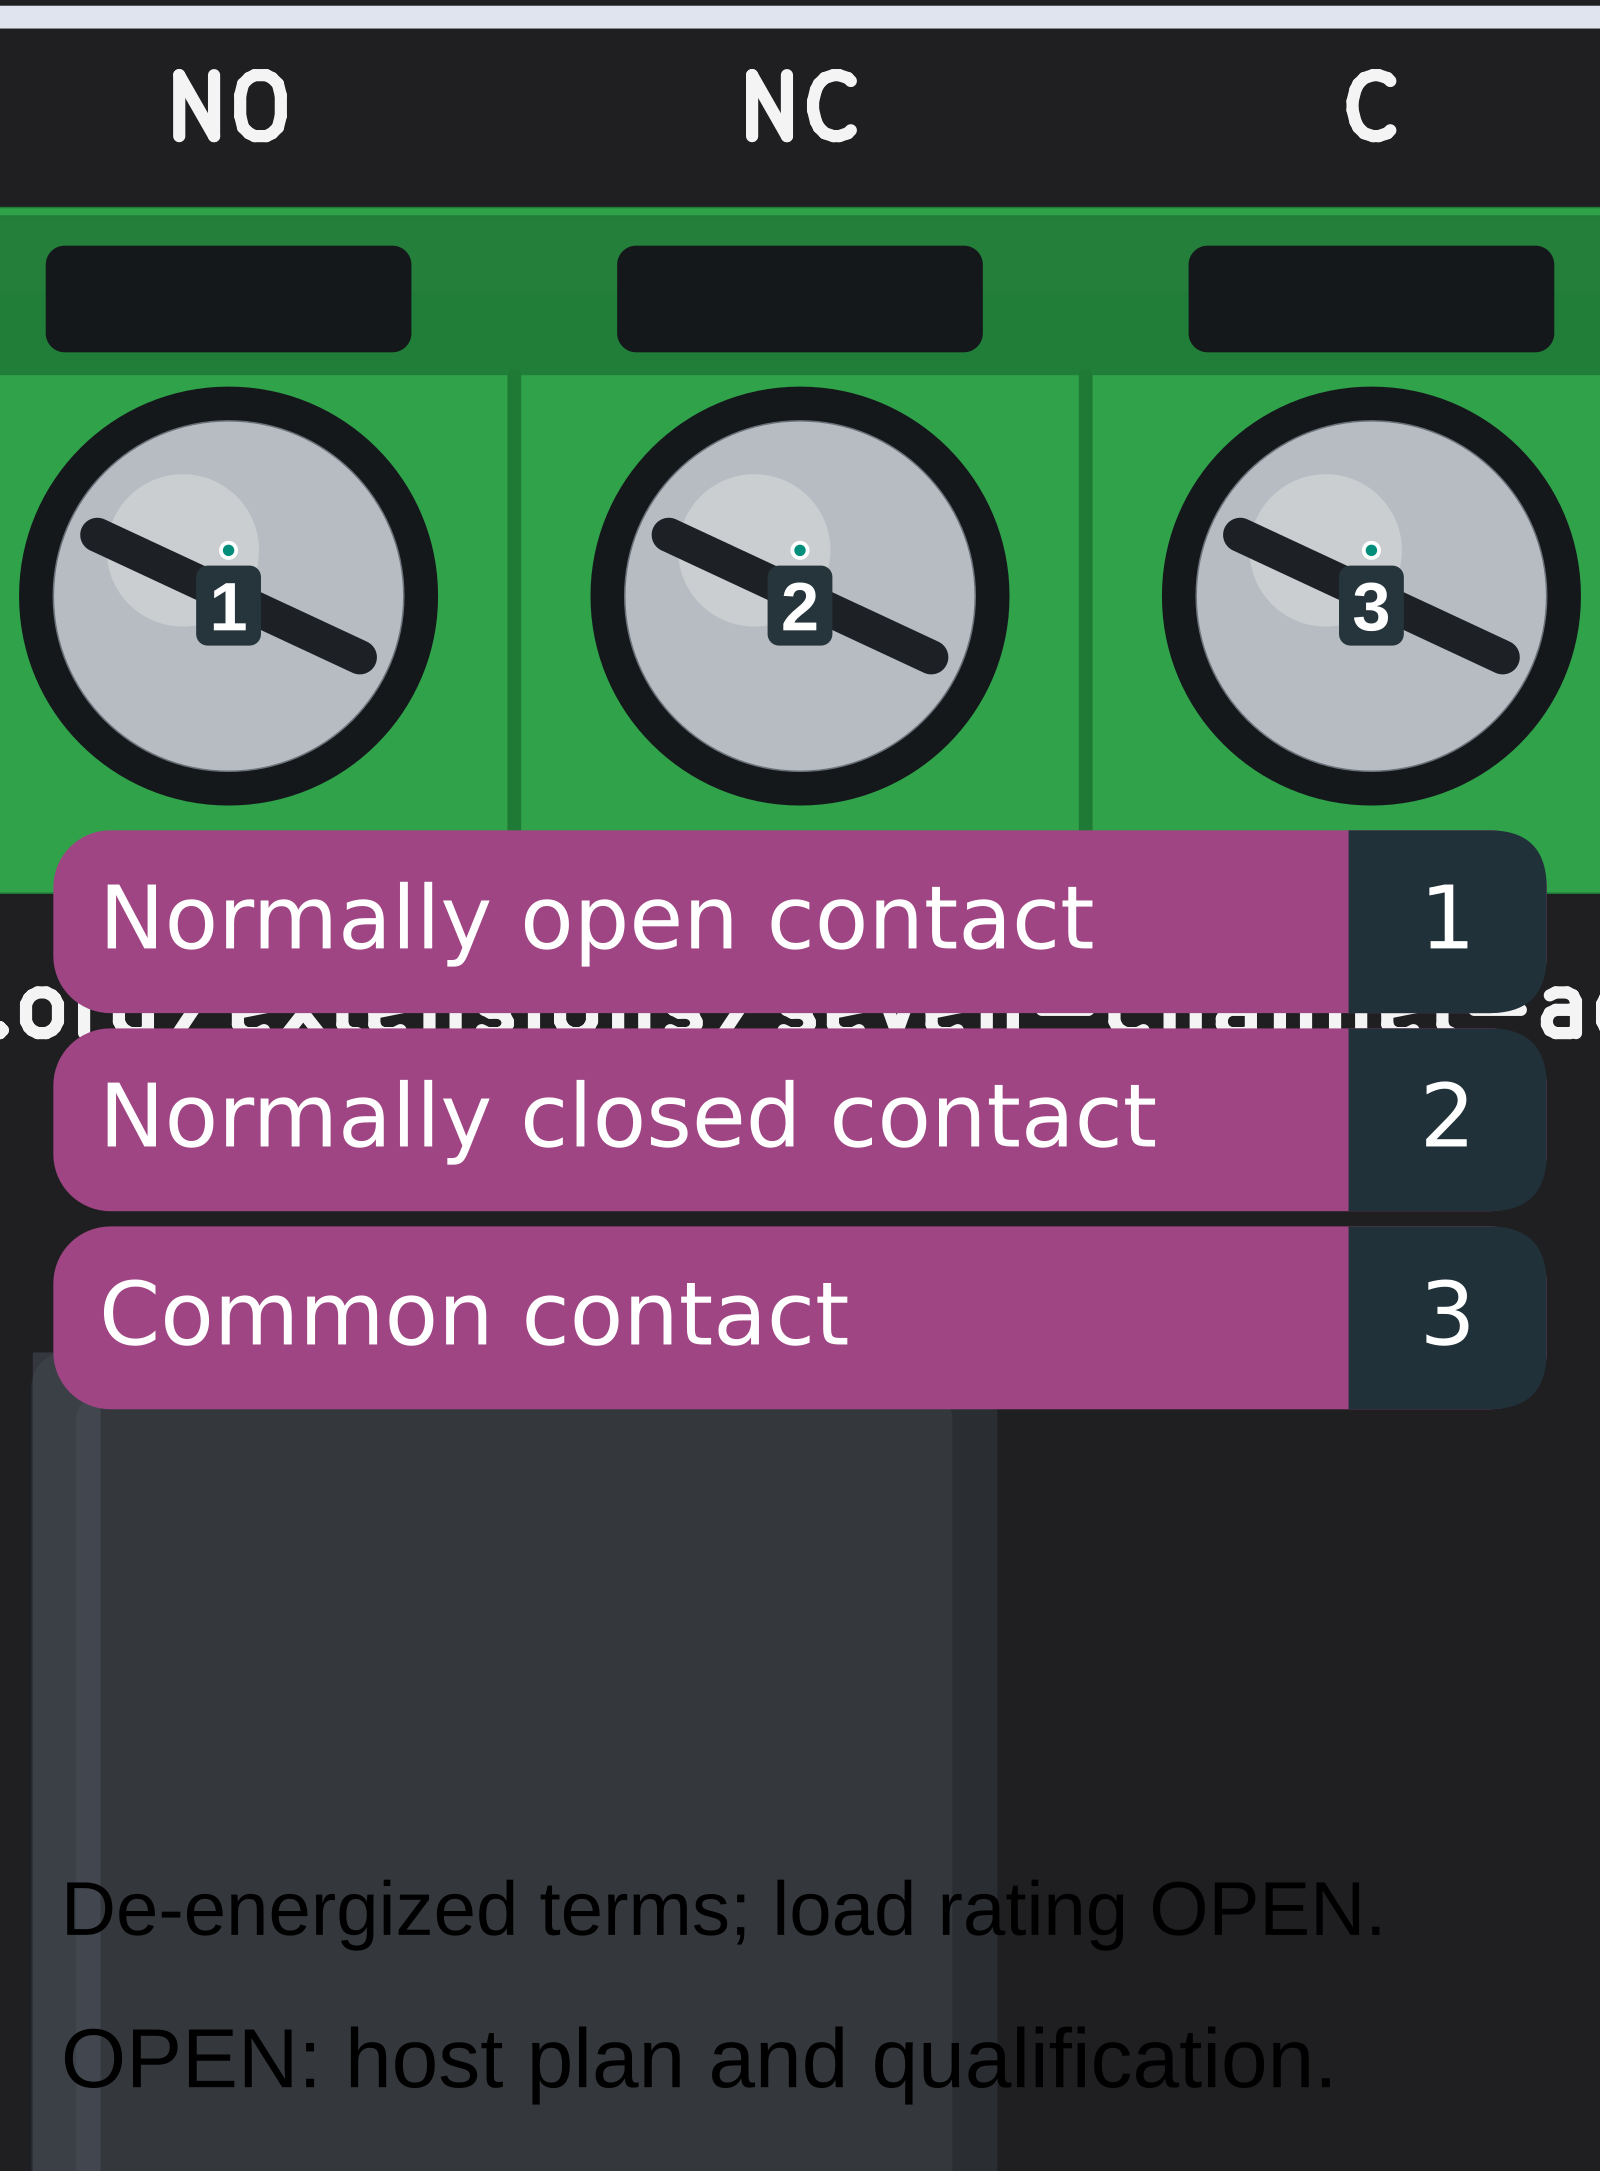 NO NC C
1 2 3
Normally open contact 1
Normally closed contact 2
Common contact 3
De-energized terms; load rating OPEN.
OPEN: host plan and qualification.